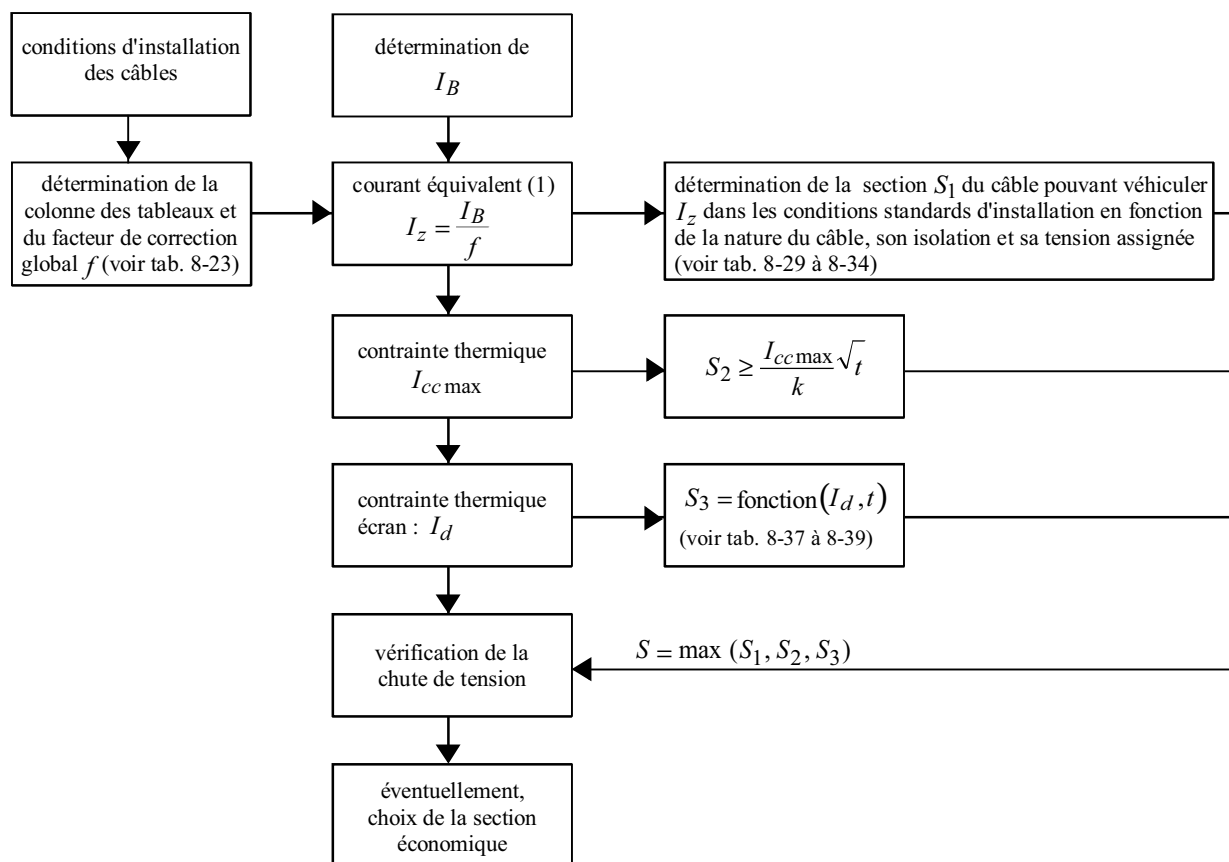 conditions d'installation
des câbles
détermination de
I_B
détermination de la
colonne des tableaux et
du facteur de correction
global f (voir tab. 8-23)
courant équivalent (1)
I_z = I_B / f
détermination de la section S_1 du câble pouvant véhiculer
I_z dans les conditions standards d'installation en fonction
de la nature du câble, son isolation et sa tension assignée
(voir tab. 8-29 à 8-34)
contrainte thermique
I_cc max
S_2 ≥ I_cc max / k √t
contrainte thermique
écran : I_d
S_3 = fonction(I_d, t)
(voir tab. 8-37 à 8-39)
vérification de la
chute de tension
S = max (S_1, S_2, S_3)
éventuellement,
choix de la section
économique